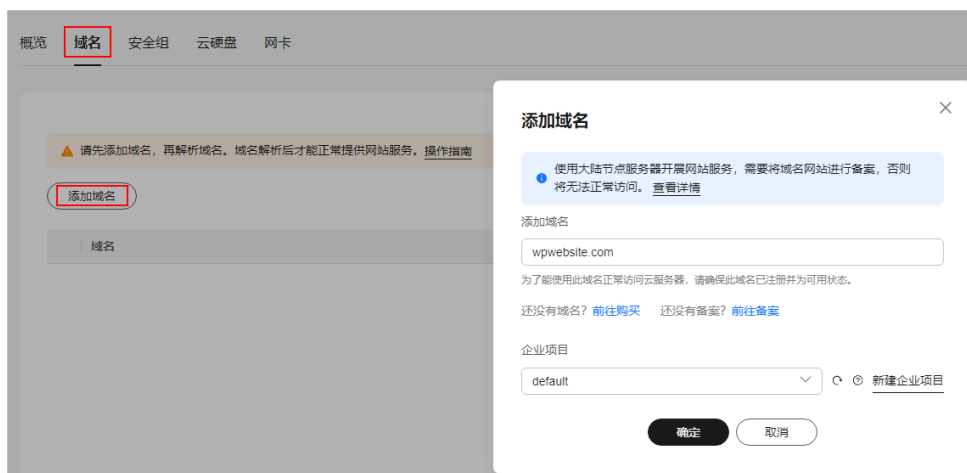 概览 域名 安全组 云硬盘 网卡
请先添加域名，再解析域名。域名解析后才能正常提供网站服务。操作指南
添加域名
域名
添加域名
使用大陆节点服务器开展网站服务，需要将域名网站进行备案，否则
将无法正常访问。 查看详情
添加域名
wpwebsite.com
为了能使用此域名正常访问云服务器，请确保此域名已注册并为可用状态。
还没有域名？前往购买 还没有备案？前往备案
企业项目
default 新建企业项目
确定 取消